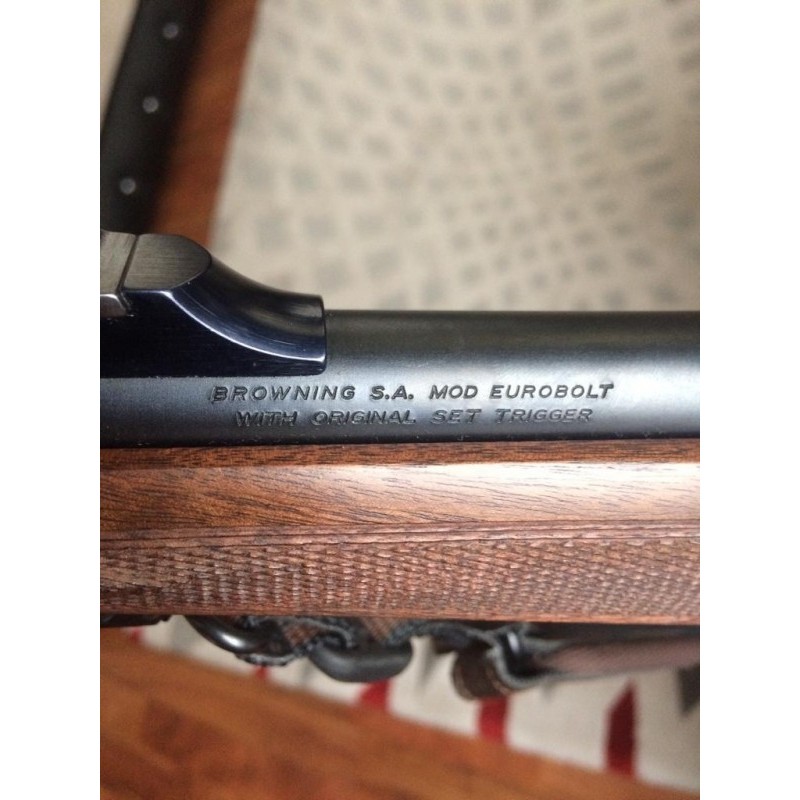 BROWNING S.A. MOD EUROBOLT
WITH ORIGINAL SET TRIGGER